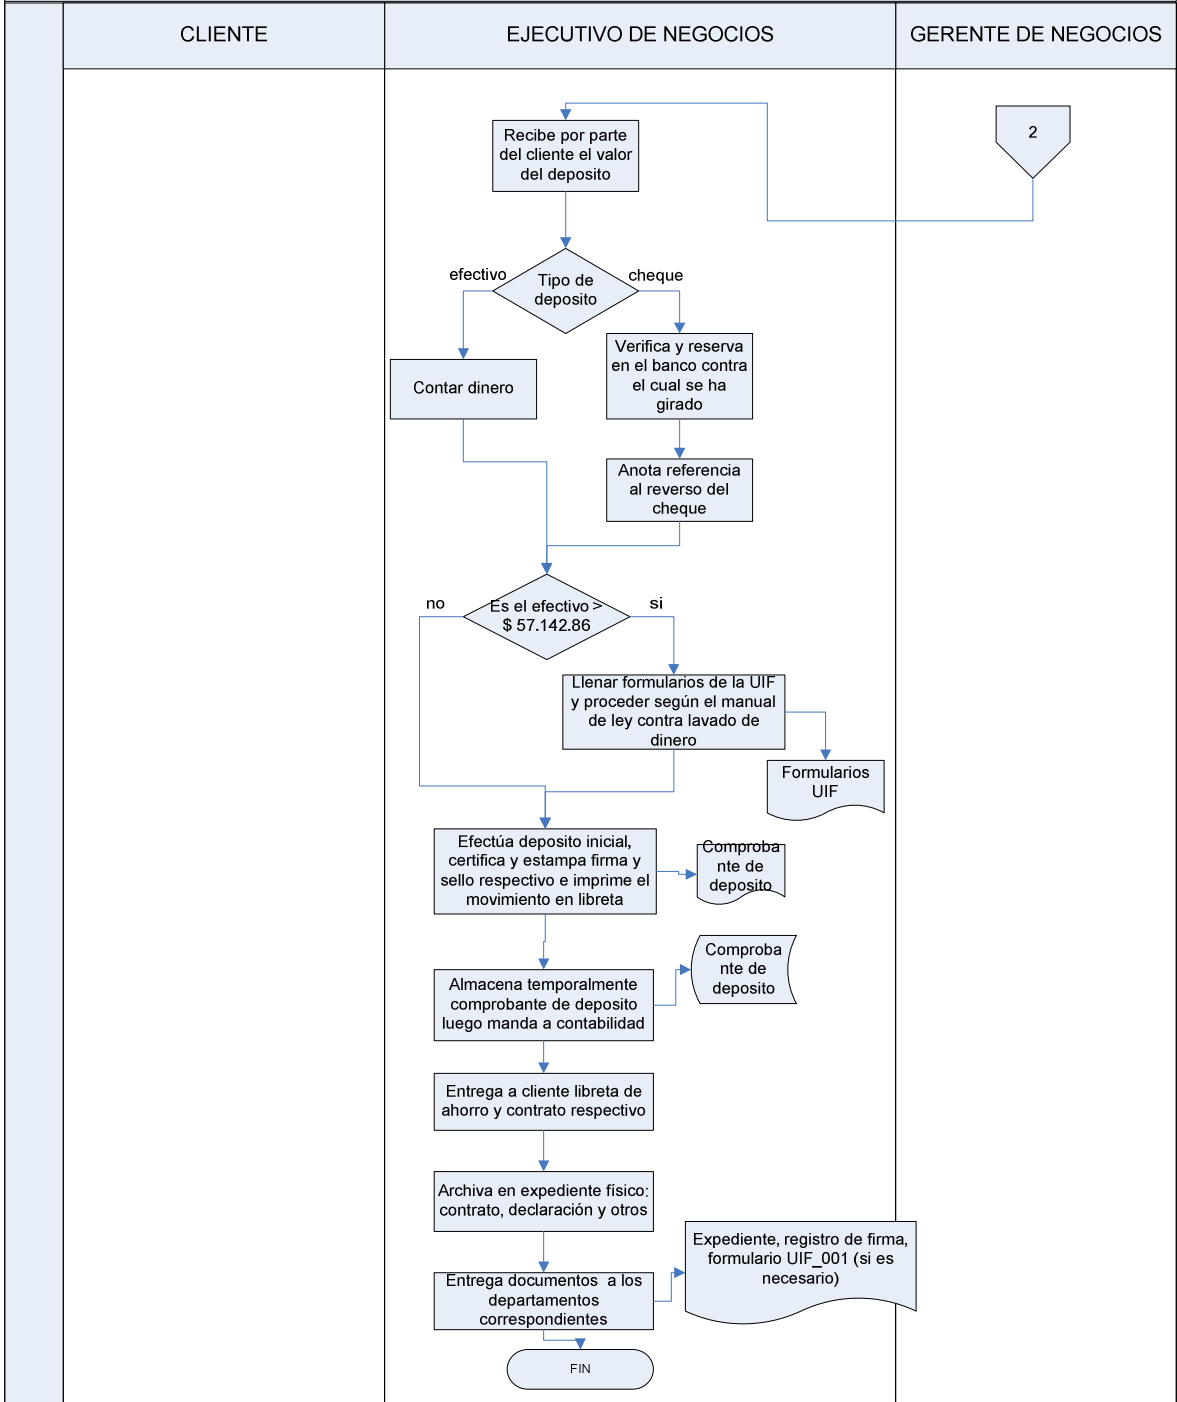 CLIENTE
EJECUTIVO DE NEGOCIOS
GERENTE DE NEGOCIOS
2
Recibe por parte
del cliente el valor
del deposito
efectivo
cheque
Tipo de
deposito
Contar dinero
Verifica y reserva
en el banco contra
el cual se ha
girado
Anota referencia
al reverso del
cheque
no
si
Es el efectivo >
$ 57.142.86
Llenar formularios de la UIF
y proceder según el manual
de ley contra lavado de
dinero
Formularios
UIF
Efectúa deposito inicial,
certifica y estampa firma y
sello respectivo e imprime el
movimiento en libreta
Comproba
nte de
deposito
Almacena temporalmente
comprobante de deposito
luego manda a contabilidad
Comproba
nte de
deposito
Entrega a cliente libreta de
ahorro y contrato respectivo
Archiva en expediente físico:
contrato, declaración y otros
Entrega documentos  a los
departamentos
correspondientes
Expediente, registro de firma,
formulario UIF_001 (si es
necesario)
FIN